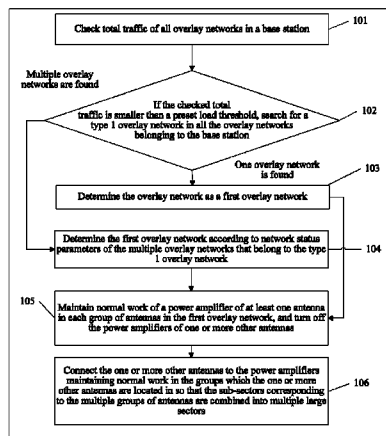 Check total traffic of all overlay networks in a base station
101
Multiple overlay
networks are found
If the checked total
traffic is smaller than a preset load threshold, search for a
type 1 overlay network in all the overlay networks
belonging to the base station
102
One overlay network
is found
103
Determine the overlay network as a first overlay network
Determine the first overlay network according to network status
parameters of the multiple overlay networks that belong to the type
1 overlay network
104
105
Maintain normal work of a power amplifier of at least one antenna
in each group of antennas in the first overlay network, and turn off
the power amplifiers of one or more other antennas
Connect the one or more other antennas to the power amplifiers
maintaining normal work in the groups which the one or more
other antennas are located in so that the sub-sectors corresponding
to the multiple groups of antennas are combined into multiple large
sectors
106